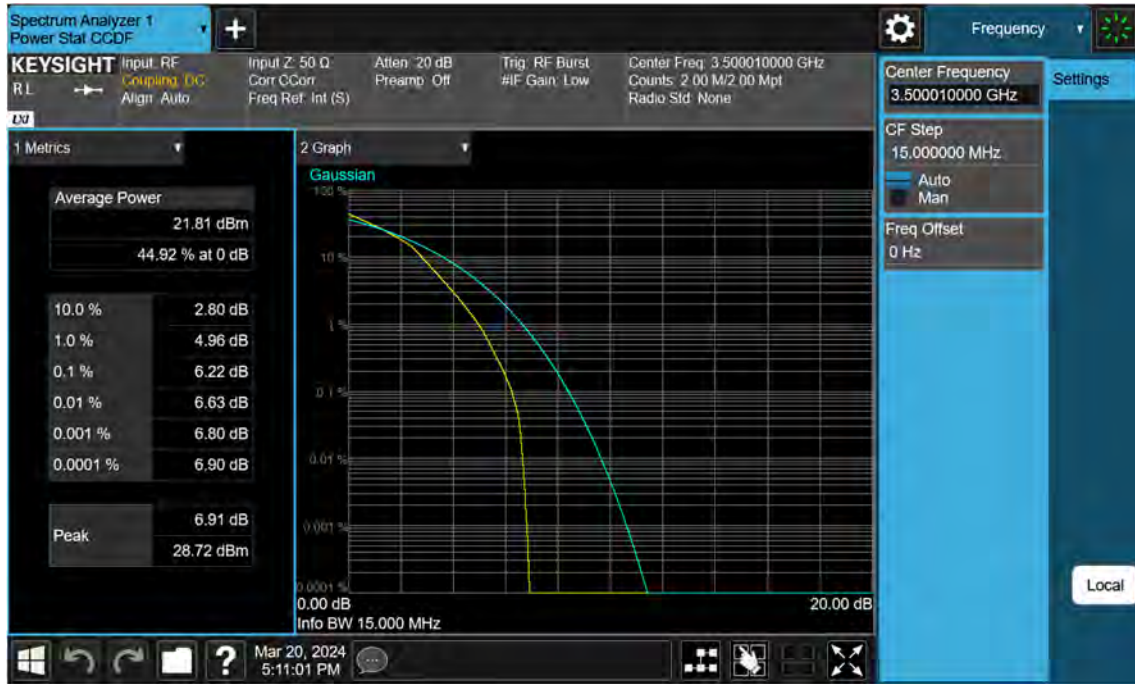 Spectrum Analyzer 1
Power Stat CCDF
Frequency
KEYSIGHT
RL
LXI
Input: RF
Coupling: DC
Align: Auto
Input Z: 50 Ω
Corr CCorr
Freq Ref: Int (S)
Atten: 20 dB
Preamp: Off
Trig: RF Burst
#IF Gain: Low
Center Freq: 3.500010000 GHz
Counts: 2.00 M/2.00 Mpt
Radio Std: None
Center Frequency
3.500010000 GHz
Settings
CF Step
15.000000 MHz
Auto
Man
Freq Offset
0 Hz
1 Metrics
Average Power
21.81 dBm
44.92 % at 0 dB
10.0 % 2.80 dB
1.0 % 4.96 dB
0.1 % 6.22 dB
0.01 % 6.63 dB
0.001 % 6.80 dB
0.0001 % 6.90 dB
Peak
6.91 dB
28.72 dBm
2 Graph
Gaussian
100 %
10 %
1 %
0.1 %
0.01 %
0.001 %
0.0001 %
0.00 dB
20.00 dB
Info BW 15.000 MHz
Local
?
Mar 20, 2024
5:11:01 PM